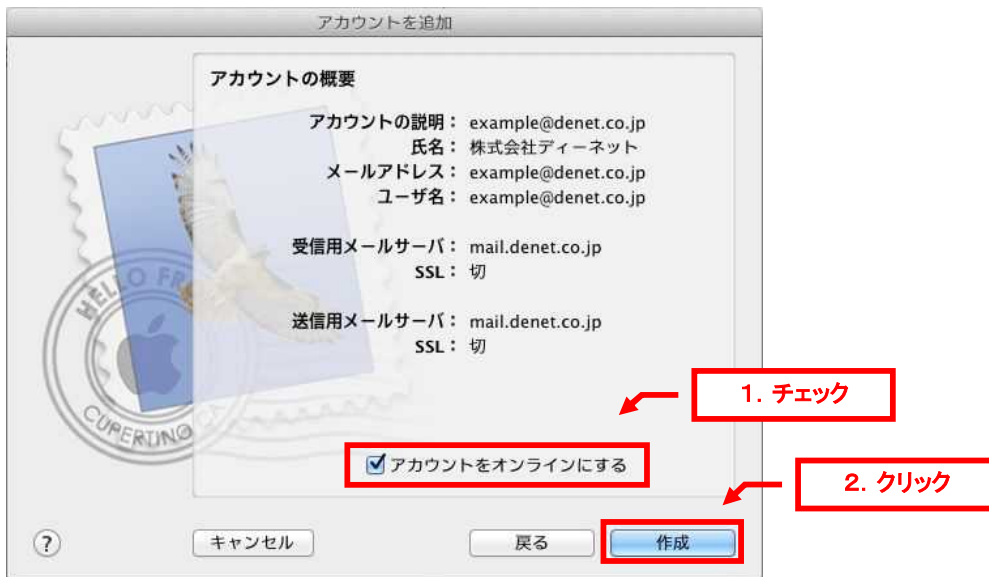 アカウントを追加
アカウントの概要
アカウントの説明： example@denet.co.jp
氏名： 株式会社ディーネット
メールアドレス： example@denet.co.jp
ユーザ名： example@denet.co.jp
受信用メールサーバ： mail.denet.co.jp
SSL： 切
送信用メールサーバ： mail.denet.co.jp
SSL： 切
HELLO FR
CUPERTINO
CA
1. チェック
アカウントをオンラインにする
2. クリック
?
キャンセル
戻る
作成